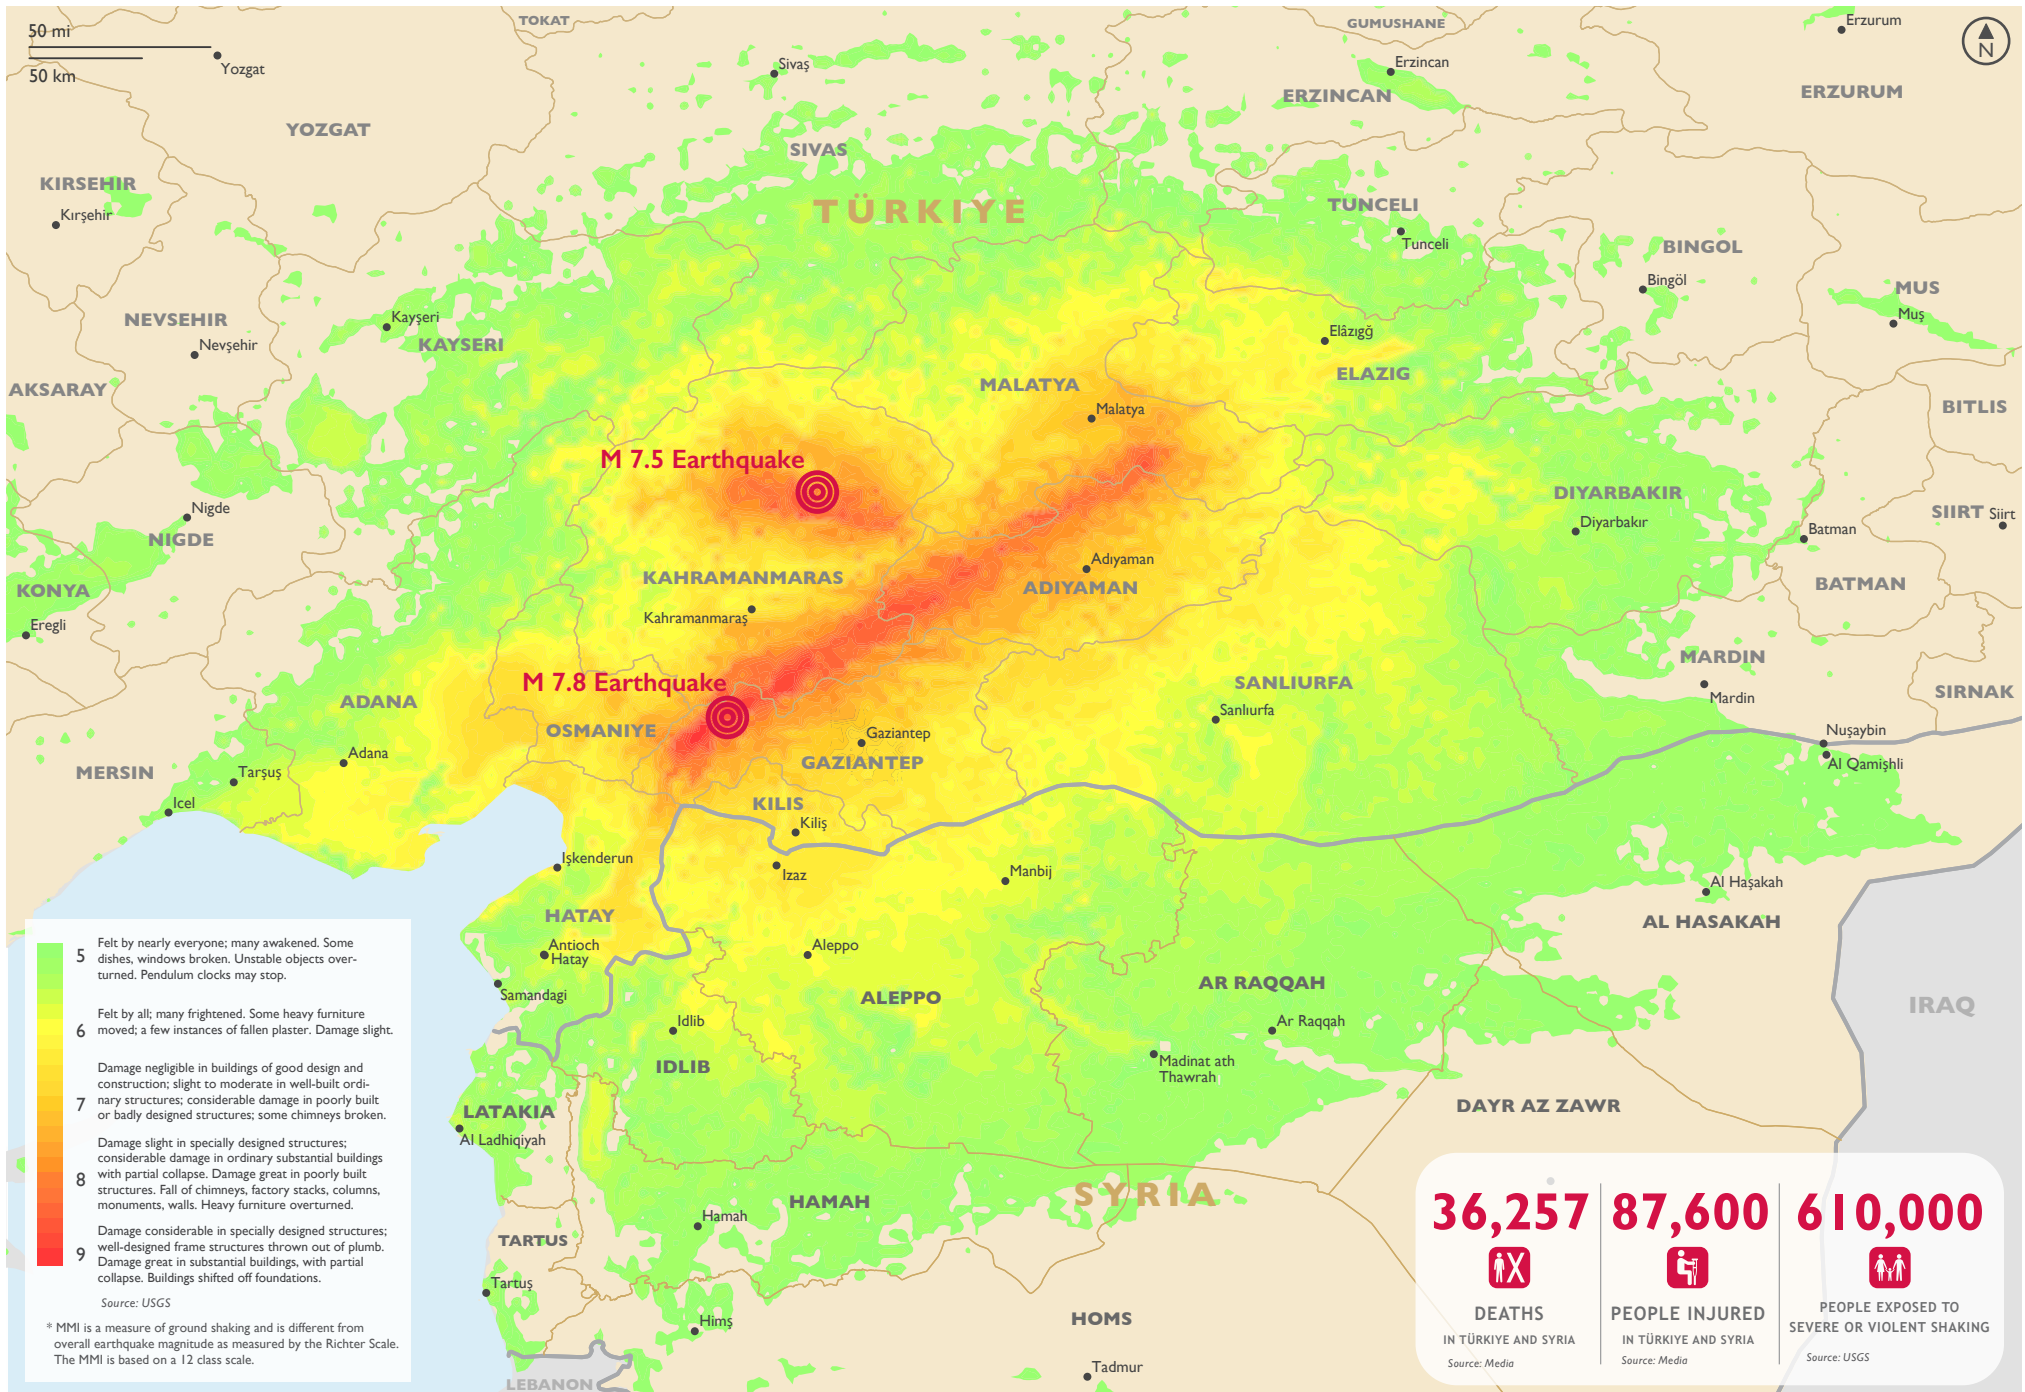 50 mi
50 km
N
TOKAT
GUMUSHANE
Erzurum
Yozgat
Sivaş
Erzincan
ERZINCAN
ERZURUM
YOZGAT
SIVAS
KIRSEHIR
Kırşehir
TÜRKIYE
TUNCELI
Tunceli
BINGOL
Bingöl
MUS
Muş
NEVSEHIR
Nevşehir
Kayşeri
KAYSERI
Elâzığğ
ELAZIG
AKSARAY
MALATYA
Malatya
BITLIS
M 7.5 Earthquake
DIYARBAKIR
Diyarbakır
Nigde
NIGDE
SIIRT
Siirt
Batman
BATMAN
KONYA
Eregli
KAHRAMANMARAS
Kahramanmaraş
Adıyaman
ADIYAMAN
MARDIN
Mardin
SIRNAK
M 7.8 Earthquake
ADANA
Adana
OSMANIYE
SANLIURFA
Sanlıurfa
Gaziantep
GAZIANTEP
Nuşaybin
Al Qamişhli
MERSIN
Tarşuş
Icel
KILIS
Kiliş
Işkenderun
Izaz
Manbij
Al Haşakah
AL HASAKAH
HATAY
Antioch
Hatay
Samandagi
Aleppo
ALEPPO
AR RAQQAH
Ar Raqqah
IRAQ
Idlib
IDLIB
Madinat ath
Thawrah
LATAKIA
Al Ladhiqiyah
DAYR AZ ZAWR
SYRIA
HAMAH
Hamah
TARTUS
Tartuş
Himş
HOMS
Tadmur
LEBANON
5
Felt by nearly everyone; many awakened. Some
dishes, windows broken. Unstable objects over-
turned. Pendulum clocks may stop.
6
Felt by all; many frightened. Some heavy furniture
moved; a few instances of fallen plaster. Damage slight.
7
Damage negligible in buildings of good design and
construction; slight to moderate in well-built ordi-
nary structures; considerable damage in poorly built
or badly designed structures; some chimneys broken.
8
Damage slight in specially designed structures;
considerable damage in ordinary substantial buildings
with partial collapse. Damage great in poorly built
structures. Fall of chimneys, factory stacks, columns,
monuments, walls. Heavy furniture overturned.
9
Damage considerable in specially designed structures;
well-designed frame structures thrown out of plumb.
Damage great in substantial buildings, with partial
collapse. Buildings shifted off foundations.
Source: USGS
* MMI is a measure of ground shaking and is different from
overall earthquake magnitude as measured by the Richter Scale.
The MMI is based on a 12 class scale.
36,257
DEATHS
IN TÜRKIYE AND SYRIA
Source: Media
87,600
PEOPLE INJURED
IN TÜRKIYE AND SYRIA
Source: Media
610,000
PEOPLE EXPOSED TO
SEVERE OR VIOLENT SHAKING
Source: USGS